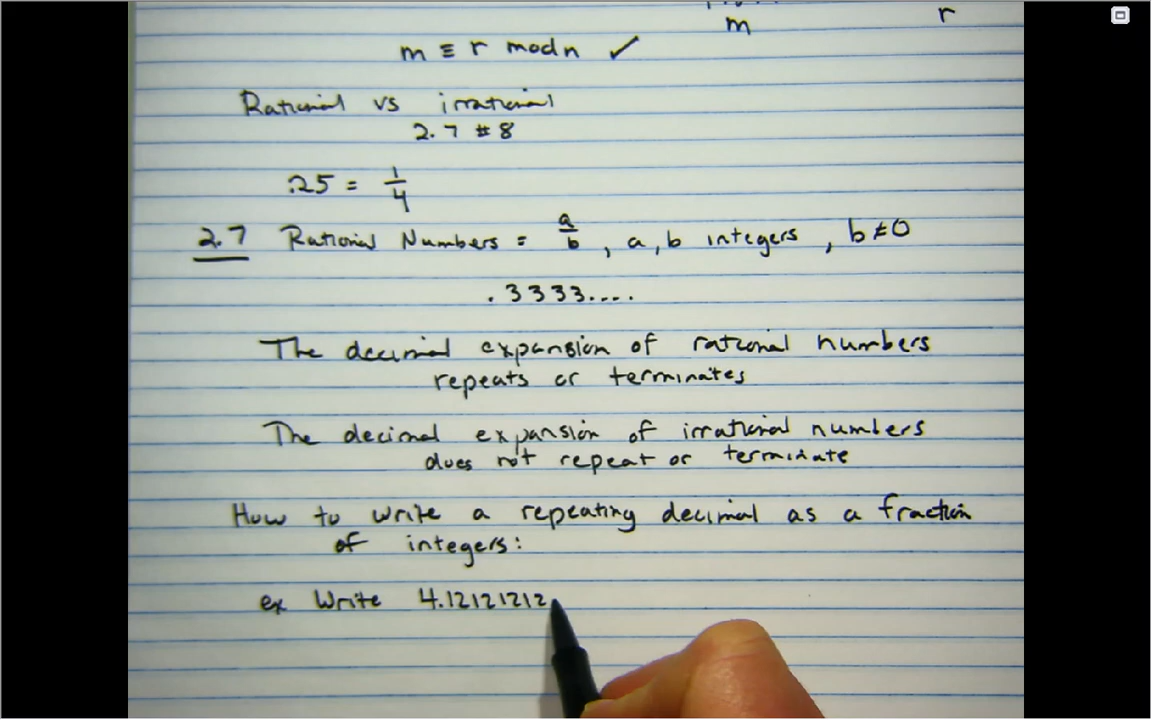 m r
m ≡ r mod n ✓
Rational vs irrational
2.7 #8
.25 = 1/4
2.7 Rational Numbers = a/b , a, b integers , b≠0
.3333....
The decimal expansion of rational numbers
repeats or terminates
The decimal expansion of irrational numbers
does not repeat or terminate
How to write a repeating decimal as a fraction
of integers:
ex Write 4.12121212